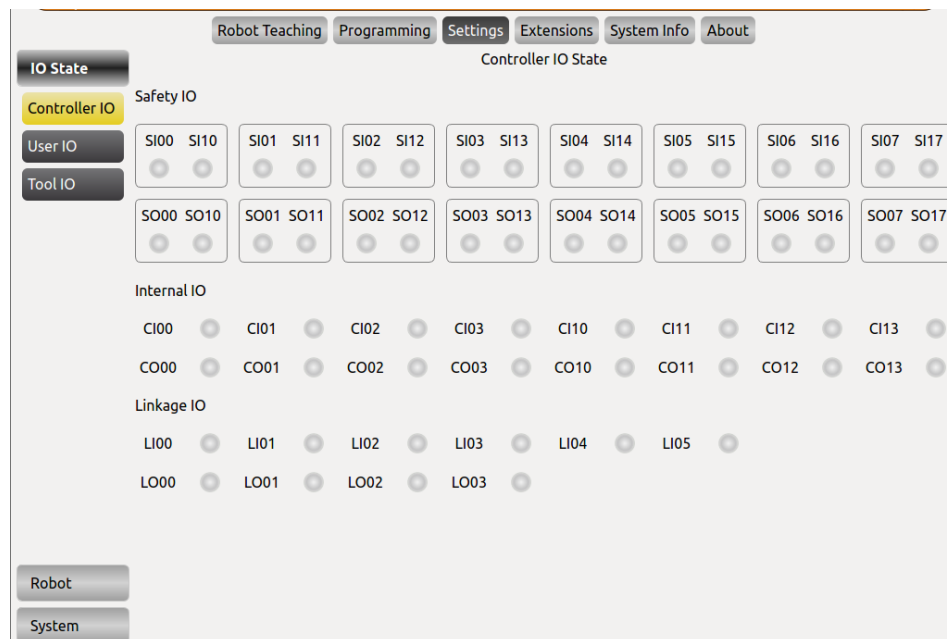 Robot Teaching Programming Settings Extensions System Info About
IO State
Controller IO State
Controller IO
User IO
Tool IO
Safety IO
SI00 SI10 SI01 SI11 SI02 SI12 SI03 SI13 SI04 SI14 SI05 SI15 SI06 SI16 SI07 SI17
SO00 SO10 SO01 SO11 SO02 SO12 SO03 SO13 SO04 SO14 SO05 SO15 SO06 SO16 SO07 SO17
Internal IO
CI00 CI01 CI02 CI03 CI10 CI11 CI12 CI13
CO00 CO01 CO02 CO03 CO10 CO11 CO12 CO13
Linkage IO
LI00 LI01 LI02 LI03 LI04 LI05
LO00 LO01 LO02 LO03
Robot
System